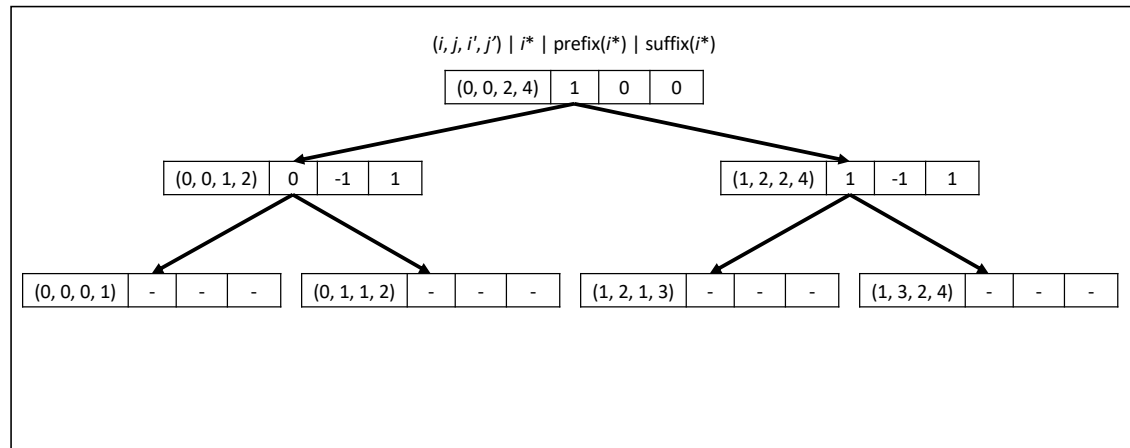 (i, j, i', j') | i* | prefix(i*) | suffix(i*)
(0, 0, 2, 4) 1 0 0
(0, 0, 1, 2) 0 -1 1 (1, 2, 2, 4) 1 -1 1
(0, 0, 0, 1) - - - (0, 1, 1, 2) - - - (1, 2, 1, 3) - - - (1, 3, 2, 4) - - -